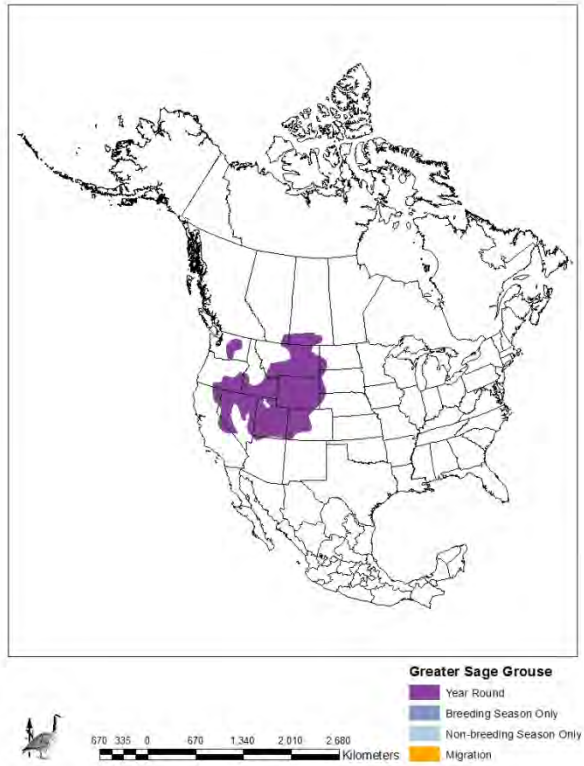 Greater Sage Grouse
Year Round
Breeding Season Only
Non-breeding Season Only
Migration
670 335 0 670 1,340 2,010 2,680
Kilometers